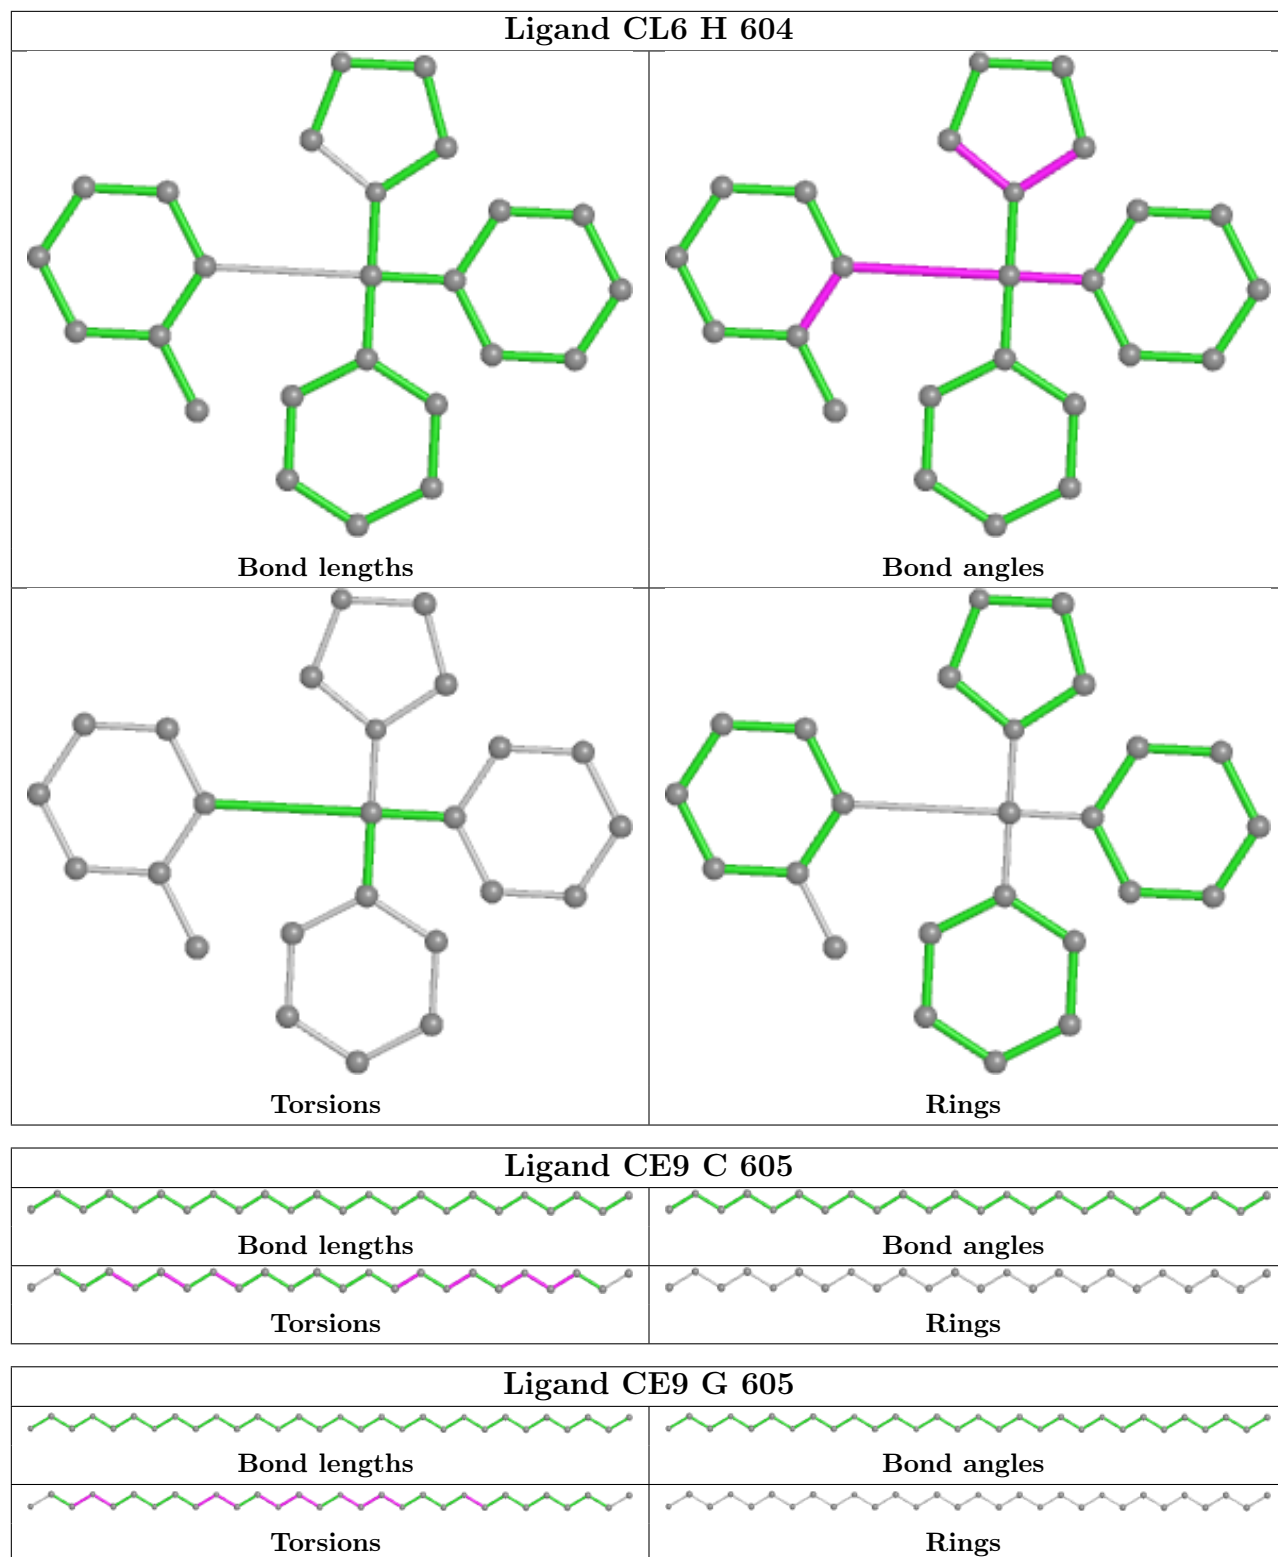 Ligand CL6 H 604
Bond lengths
Bond angles
Torsions
Rings
Ligand CE9 C 605
Bond lengths
Bond angles
Torsions
Rings
Ligand CE9 G 605
Bond lengths
Bond angles
Torsions
Rings